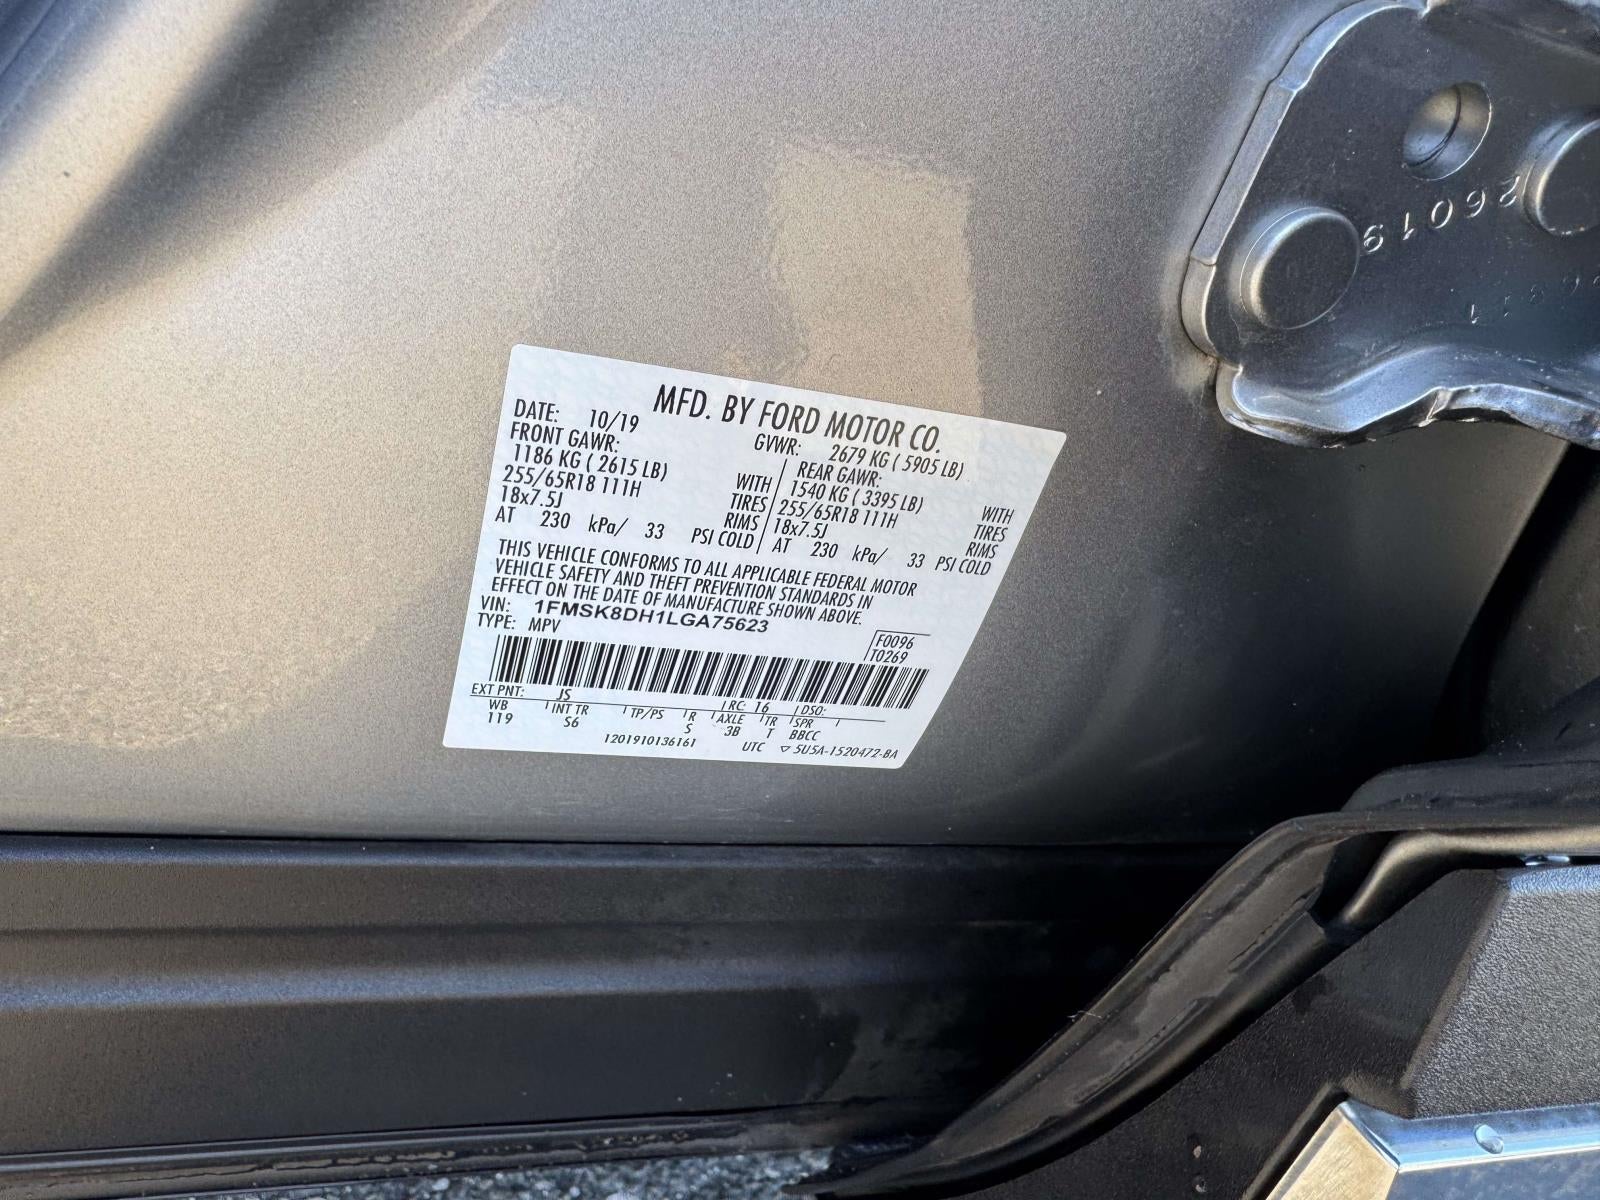 MFD. BY FORD MOTOR CO.
DATE: 10/19 GVWR: 2679 KG ( 5905 LB)
FRONT GAWR: REAR GAWR:
1186 KG ( 2615 LB) WITH 1540 KG ( 3395 LB) WITH
255/65R18 111H TIRES 255/65R18 111H TIRES
18x7.5J RIMS 18x7.5J RIMS
AT 230 kPa/ 33 PSI COLD AT 230 kPa/ 33 PSI COLD
THIS VEHICLE CONFORMS TO ALL APPLICABLE FEDERAL MOTOR
VEHICLE SAFETY AND THEFT PREVENTION STANDARDS IN
EFFECT ON THE DATE OF MANUFACTURE SHOWN ABOVE.
VIN: 1FMSK8DH1LGA75623
TYPE: MPV
F0096
T0269
EXT PNT: JS RC: 16 DSO:
WB INT TR TP/PS R AXLE TR SPR
119 S6 S 3B T BBCC
1201910136161 UTC ▽ 5U5A-1520472-BA
26019